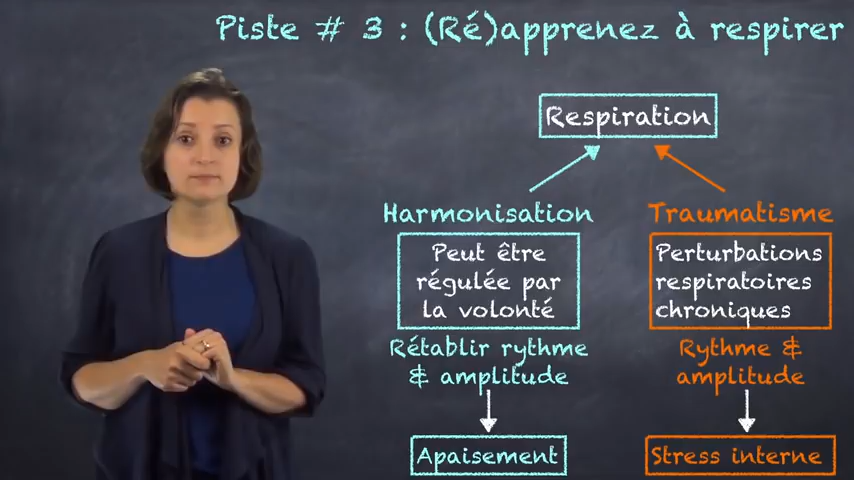 Piste # 3 : (Ré)apprenez à respirer
Respiration
Harmonisation
Peut être
régulée par
la volonté
Rétablir rythme
& amplitude
Apaisement
Traumatisme
Perturbations
respiratoires
chroniques
Rythme &
amplitude
Stress interne